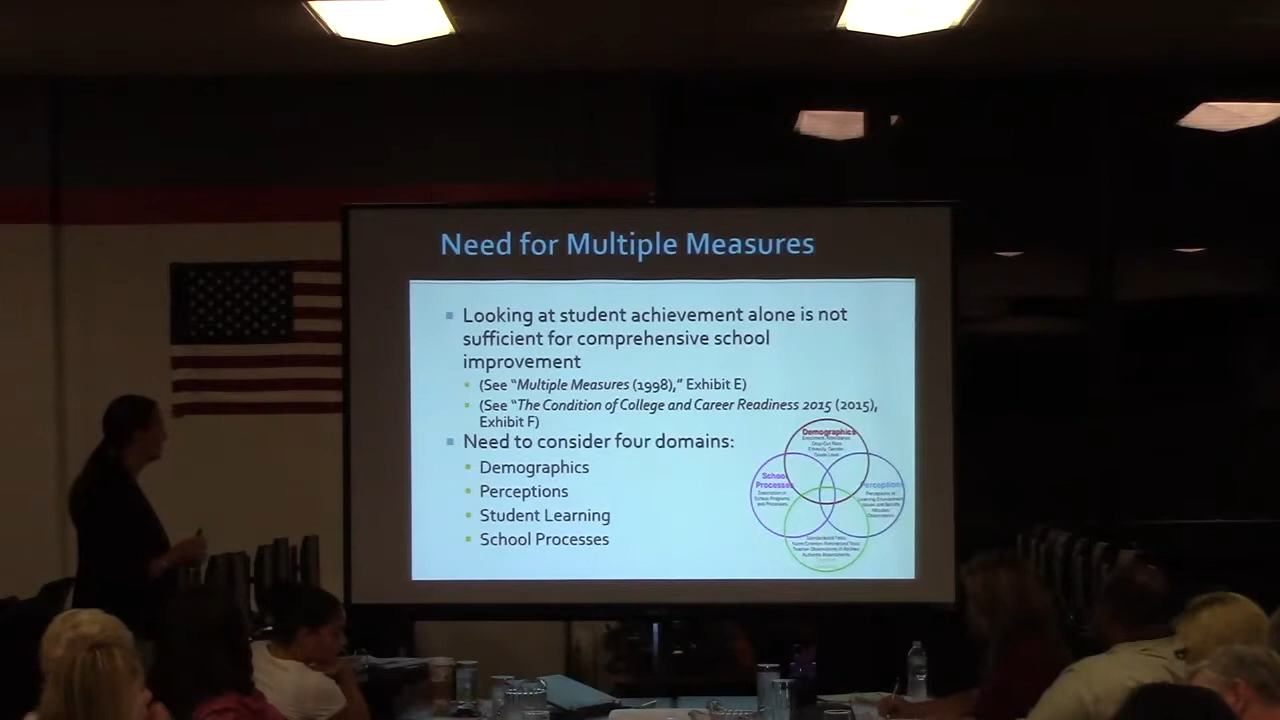 Need for Multiple Measures
Looking at student achievement alone is not
sufficient for comprehensive school
improvement
(See “Multiple Measures (1998),” Exhibit E)
(See “The Condition of College and Career Readiness 2015 (2015),
Exhibit F)
Need to consider four domains:
Demographics
Perceptions
Student Learning
School Processes
Demographics
School
Processes
Perceptions